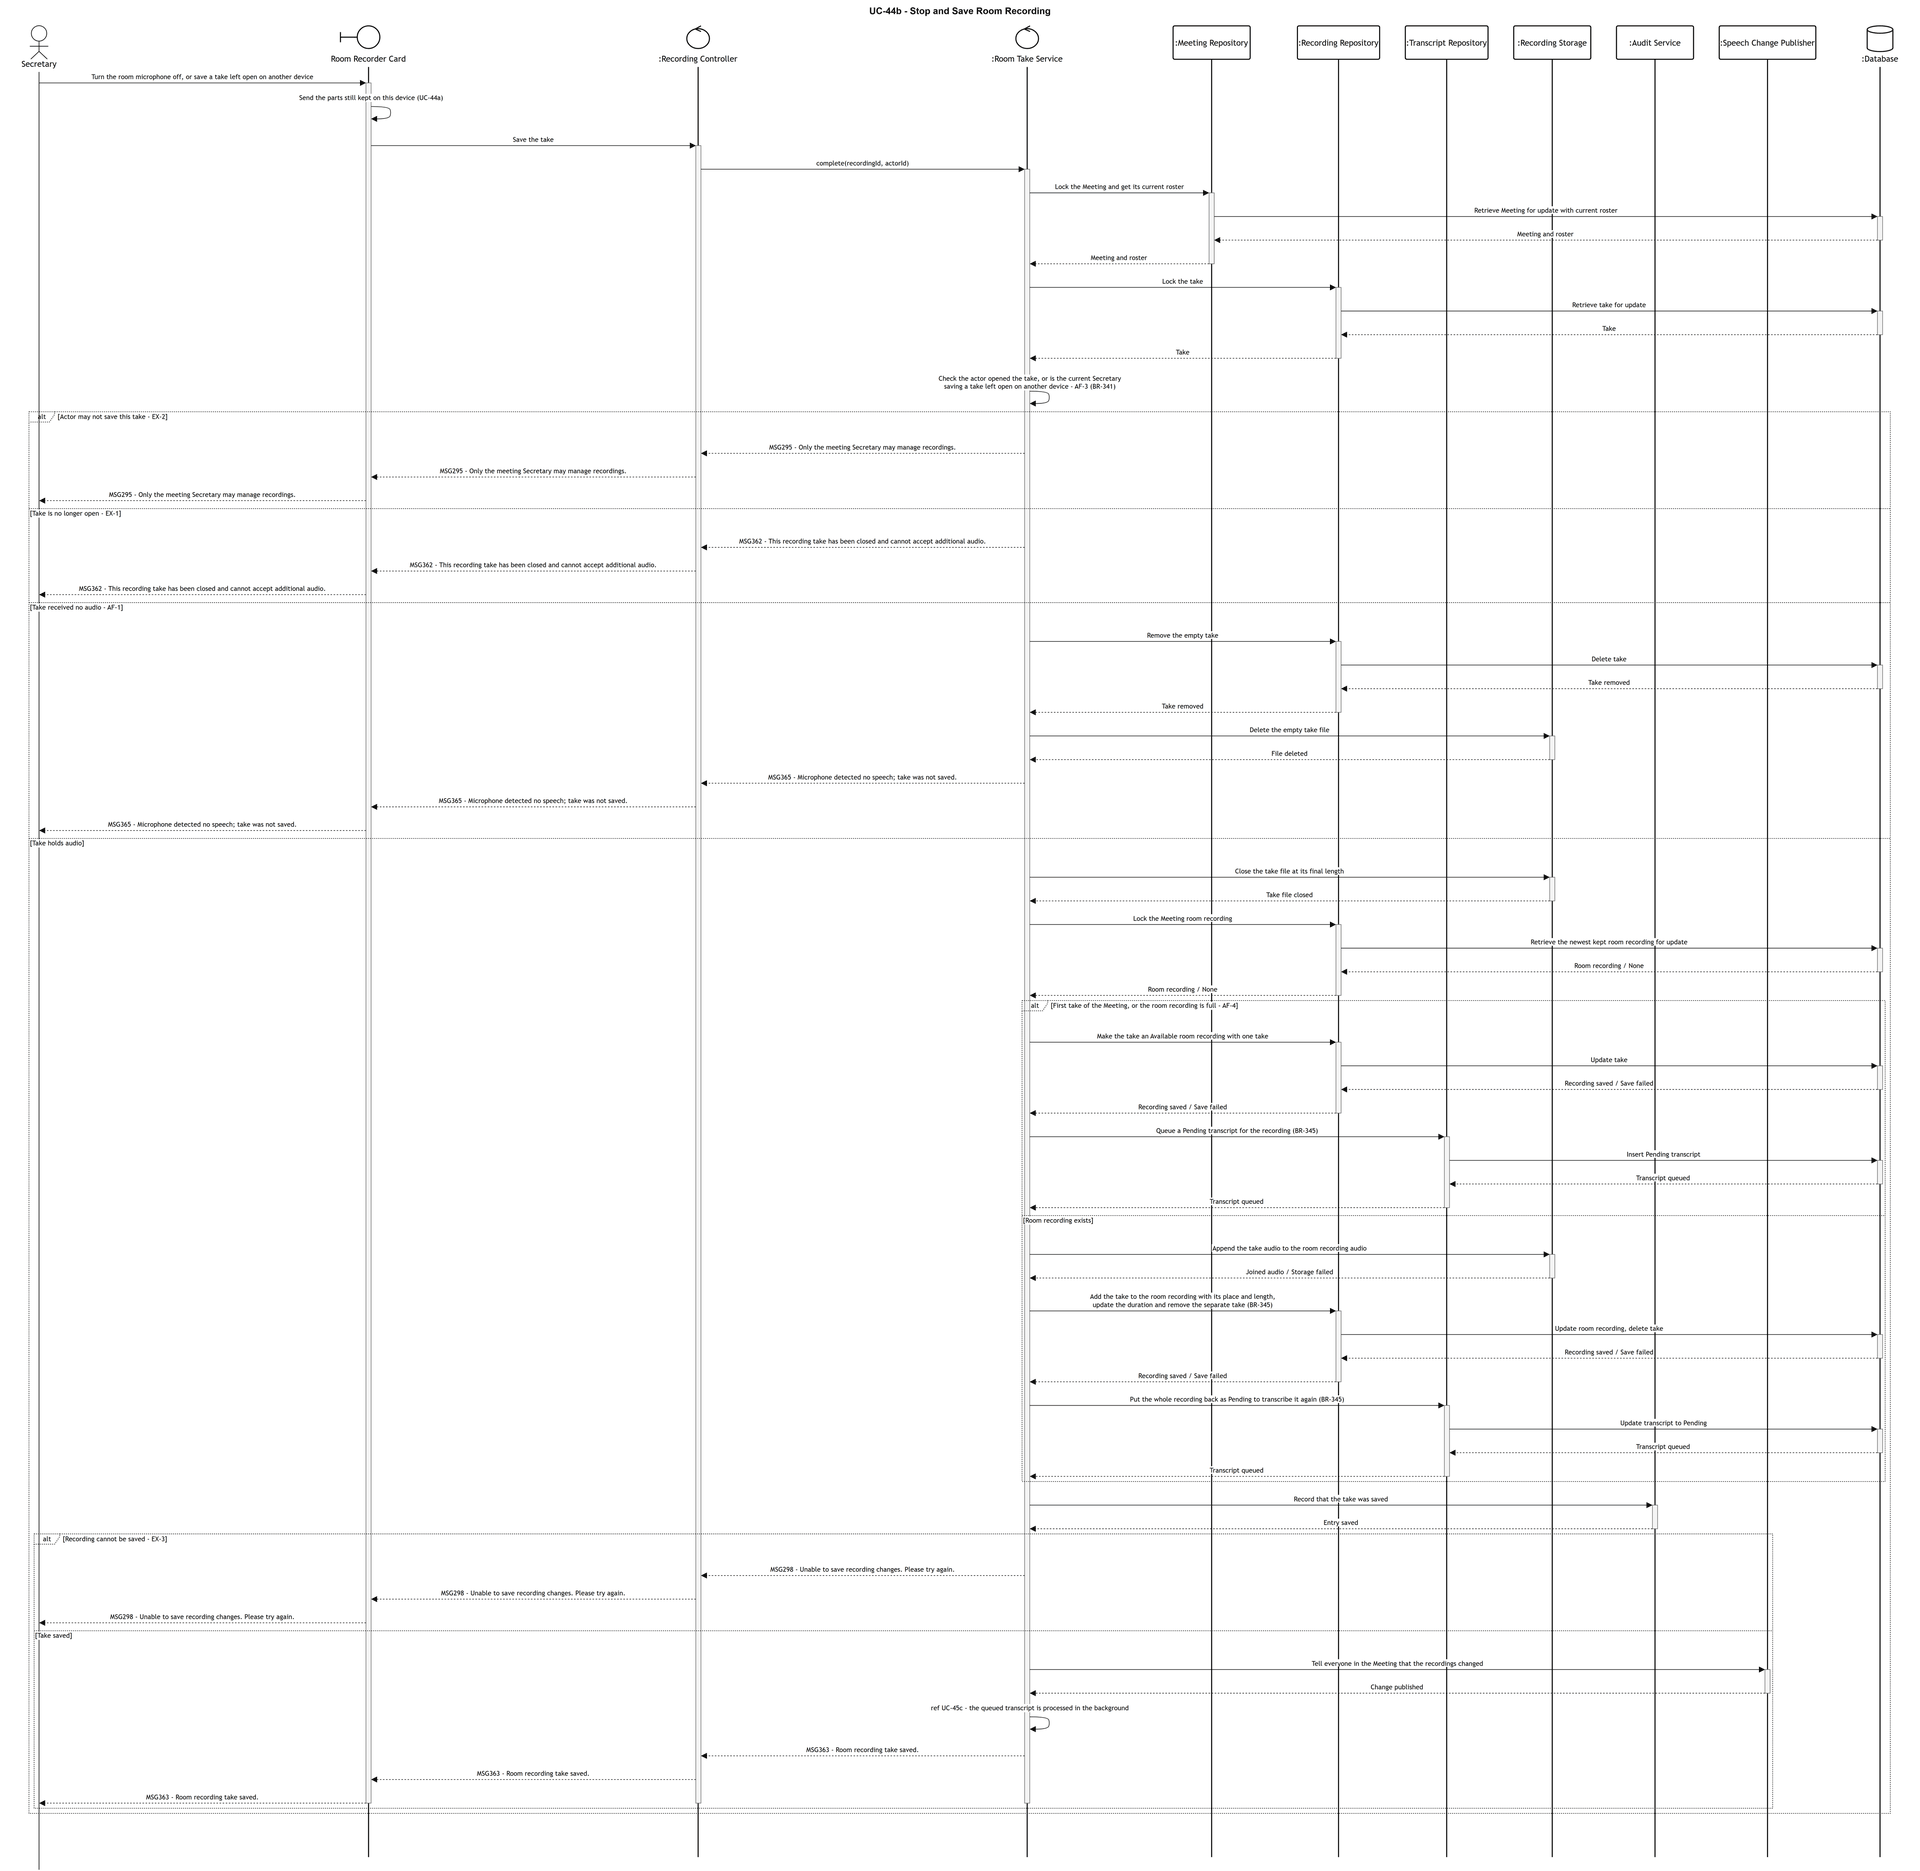 UC-44b - Stop and Save Room Recording
Secretary
Room Recorder Card
:Recording Controller
:Room Take Service
:Meeting Repository
:Recording Repository
:Transcript Repository
:Recording Storage
:Audit Service
:Speech Change Publisher
:Database
Turn the room microphone off, or save a take left open on another device
Send the parts still kept on this device (UC-44a)
Save the take
complete(recordingId, actorId)
Lock the Meeting and get its current roster
Retrieve Meeting for update with current roster
Meeting and roster
Meeting and roster
Lock the take
Retrieve take for update
Take
Take
Check the actor opened the take, or is the current Secretary
saving a take left open on another device - AF-3 (BR-341)
alt
[Actor may not save this take - EX-2]
MSG295 - Only the meeting Secretary may manage recordings.
MSG295 - Only the meeting Secretary may manage recordings.
MSG295 - Only the meeting Secretary may manage recordings.
[Take is no longer open - EX-1]
MSG362 - This recording take has been closed and cannot accept additional audio.
MSG362 - This recording take has been closed and cannot accept additional audio.
MSG362 - This recording take has been closed and cannot accept additional audio.
[Take received no audio - AF-1]
Remove the empty take
Delete take
Take removed
Take removed
Delete the empty take file
File deleted
MSG365 - Microphone detected no speech; take was not saved.
MSG365 - Microphone detected no speech; take was not saved.
MSG365 - Microphone detected no speech; take was not saved.
[Take holds audio]
Close the take file at its final length
Take file closed
Lock the Meeting room recording
Retrieve the newest kept room recording for update
Room recording / None
Room recording / None
alt
[First take of the Meeting, or the room recording is full - AF-4]
Make the take an Available room recording with one take
Update take
Recording saved / Save failed
Recording saved / Save failed
Queue a Pending transcript for the recording (BR-345)
Insert Pending transcript
Transcript queued
Transcript queued
[Room recording exists]
Append the take audio to the room recording audio
Joined audio / Storage failed
Add the take to the room recording with its place and length,
update the duration and remove the separate take (BR-345)
Update room recording, delete take
Recording saved / Save failed
Recording saved / Save failed
Put the whole recording back as Pending to transcribe it again (BR-345)
Update transcript to Pending
Transcript queued
Transcript queued
Record that the take was saved
Entry saved
alt
[Recording cannot be saved - EX-3]
MSG298 - Unable to save recording changes. Please try again.
MSG298 - Unable to save recording changes. Please try again.
MSG298 - Unable to save recording changes. Please try again.
[Take saved]
Tell everyone in the Meeting that the recordings changed
Change published
ref UC-45c - the queued transcript is processed in the background
MSG363 - Room recording take saved.
MSG363 - Room recording take saved.
MSG363 - Room recording take saved.